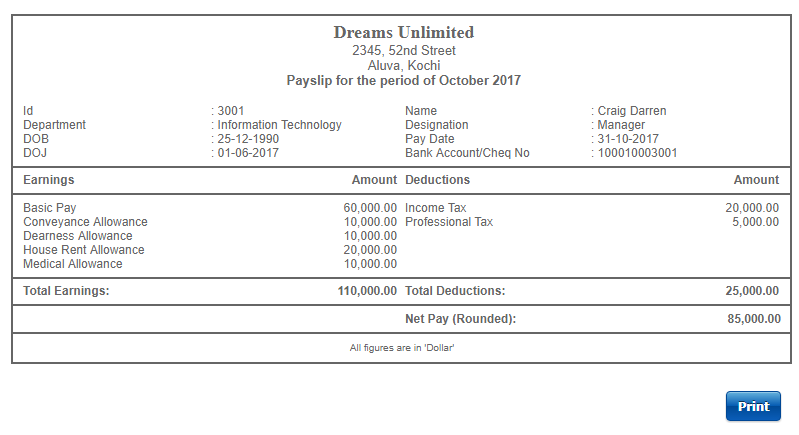 Dreams Unlimited
2345, 52nd Street
Aluva, Kochi
Payslip for the period of October 2017
Id : 3001 Name : Craig Darren
Department : Information Technology Designation : Manager
DOB : 25-12-1990 Pay Date : 31-10-2017
DOJ : 01-06-2017 Bank Account/Cheq No : 100010003001
Earnings Amount Deductions Amount
Basic Pay 60,000.00 Income Tax 20,000.00
Conveyance Allowance 10,000.00 Professional Tax 5,000.00
Dearness Allowance 10,000.00
House Rent Allowance 20,000.00
Medical Allowance 10,000.00
Total Earnings: 110,000.00 Total Deductions: 25,000.00
Net Pay (Rounded): 85,000.00
All figures are in 'Dollar'
Print